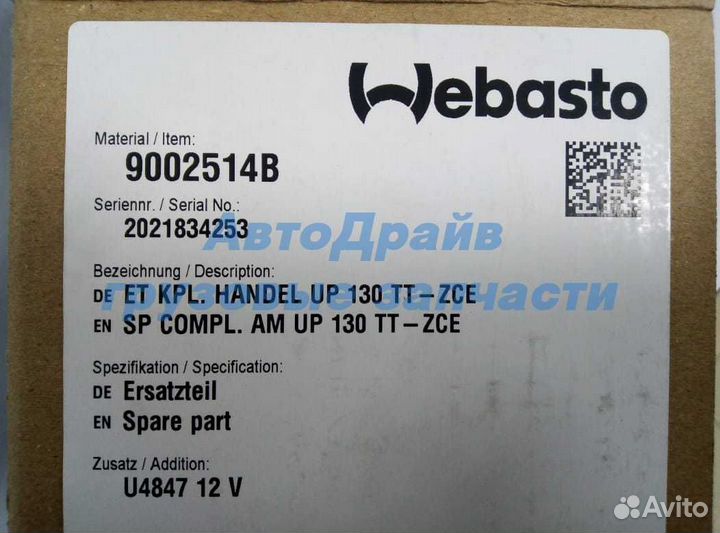 Webasto
Material / Item:
9002514B
Seriennr. / Serial No.:
2021834253
АвтоДрайв
грузовые запчасти
Bezeichnung / Description:
DE ET KPL. HANDEL UP 130 TT-ZCE
EN SP COMPL. AM UP 130 TT-ZCE
Spezifikation / Specification:
DE Ersatzteil
EN Spare part
Zusatz / Addition:
U4847 12 V
Avito